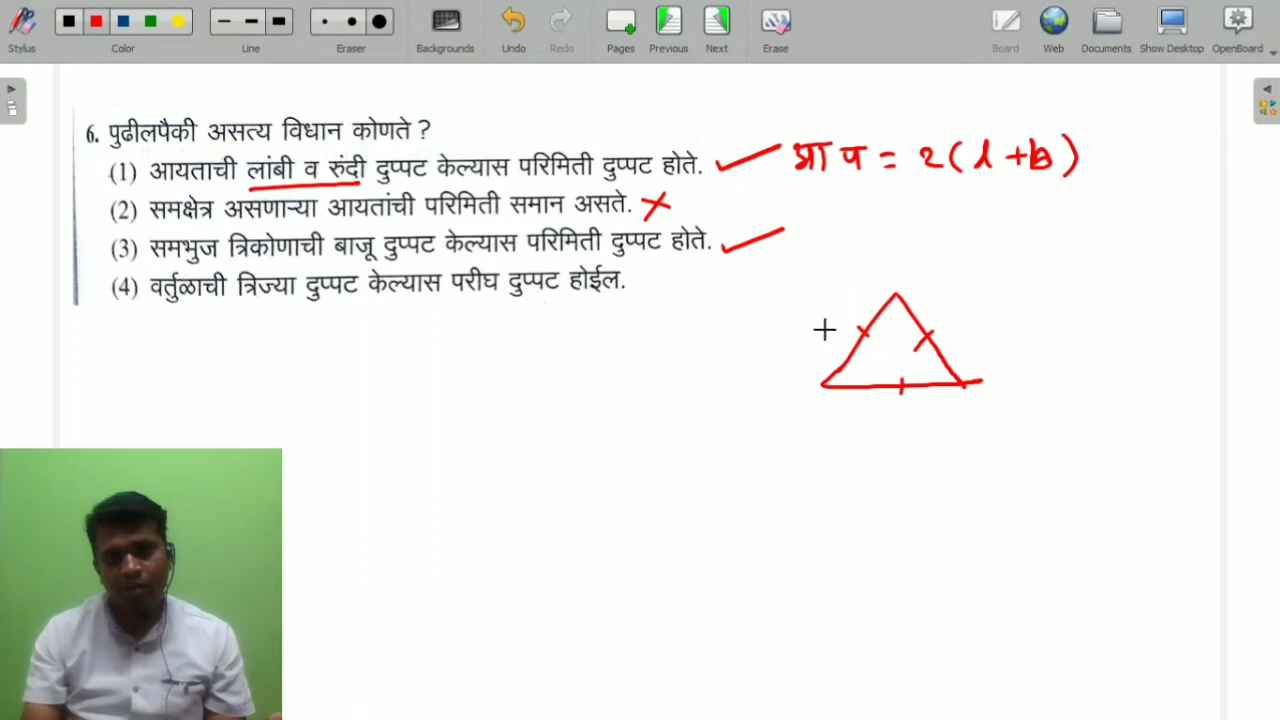 Stylus Color Line Eraser Backgrounds Undo Redo Pages Previous Next Erase Board Web Documents Show Desktop OpenBoard
6. पुढीलपैकी असत्य विधान कोणते ?
(1) आयताची लांबी व रुंदी दुप्पट केल्यास परिमिती दुप्पट होते. आ प = 2(l+b)
(2) समक्षेत्र असणाऱ्या आयतांची परिमिती समान असते.
(3) समभुज त्रिकोणाची बाजू दुप्पट केल्यास परिमिती दुप्पट होते.
(4) वर्तुळाची त्रिज्या दुप्पट केल्यास परीघ दुप्पट होईल.